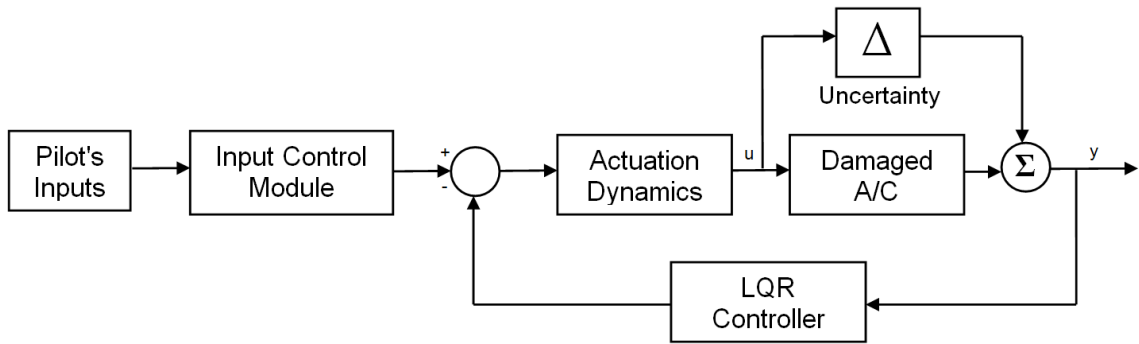 Δ
Uncertainty
Pilot's
Inputs
Input Control
Module
+
-
Actuation
Dynamics
u
Damaged
A/C
Σ
y
LQR
Controller